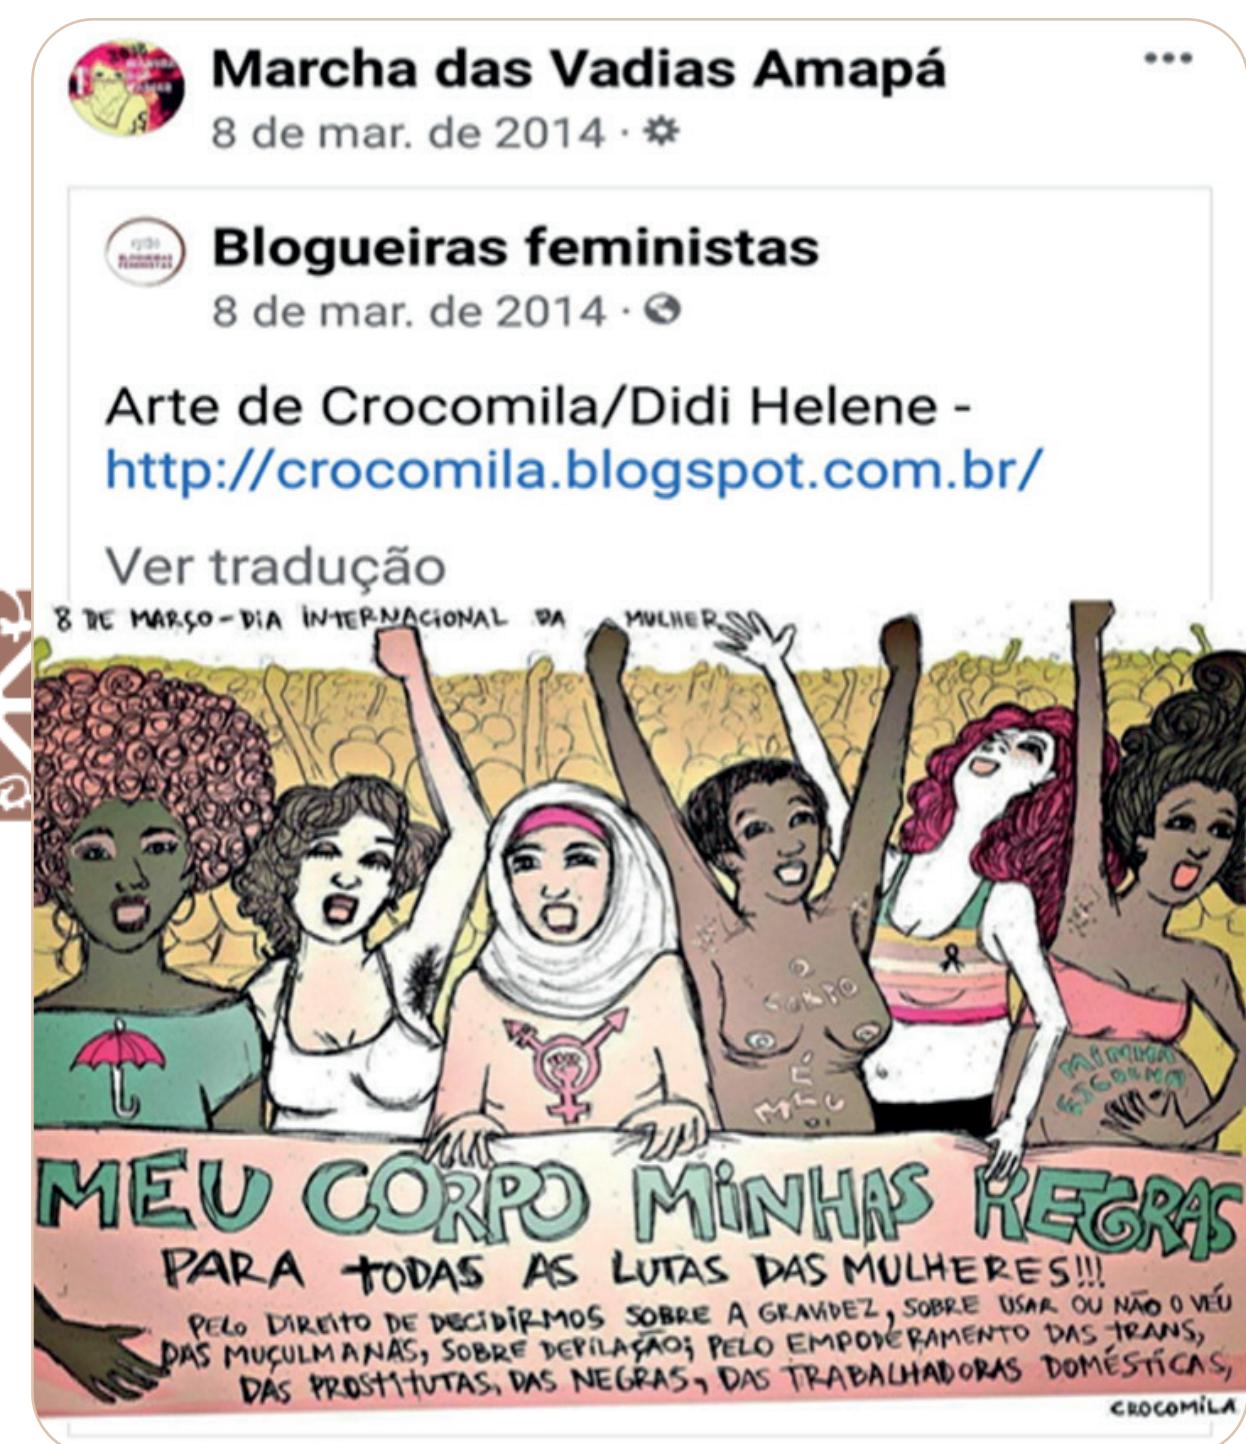 Marcha das Vadias Amapá
8 de mar. de 2014 ·
BLOGUEIRAS
FEMINISTAS
Blogueiras feministas
8 de mar. de 2014 ·
Arte de Crocomila/Didi Helene -
http://crocomila.blogspot.com.br/
Ver tradução
8 DE MARÇO - DIA INTERNACIONAL DA MULHER
O
CORPO
É
MEU
MINHA
ESCOLHA
MEU CORPO MINHAS REGRAS
PARA TODAS AS LUTAS DAS MULHERES!!!
PELO DIREITO DE DECIDIRMOS SOBRE A GRAVIDEZ, SOBRE USAR OU NÃO O VÉU
DAS MUÇULMANAS, SOBRE DEPILAÇÃO; PELO EMPODERAMENTO DAS TRANS,
DAS PROSTITUTAS, DAS NEGRAS, DAS TRABALHADORAS DOMÉSTICAS,
CROCOMILA